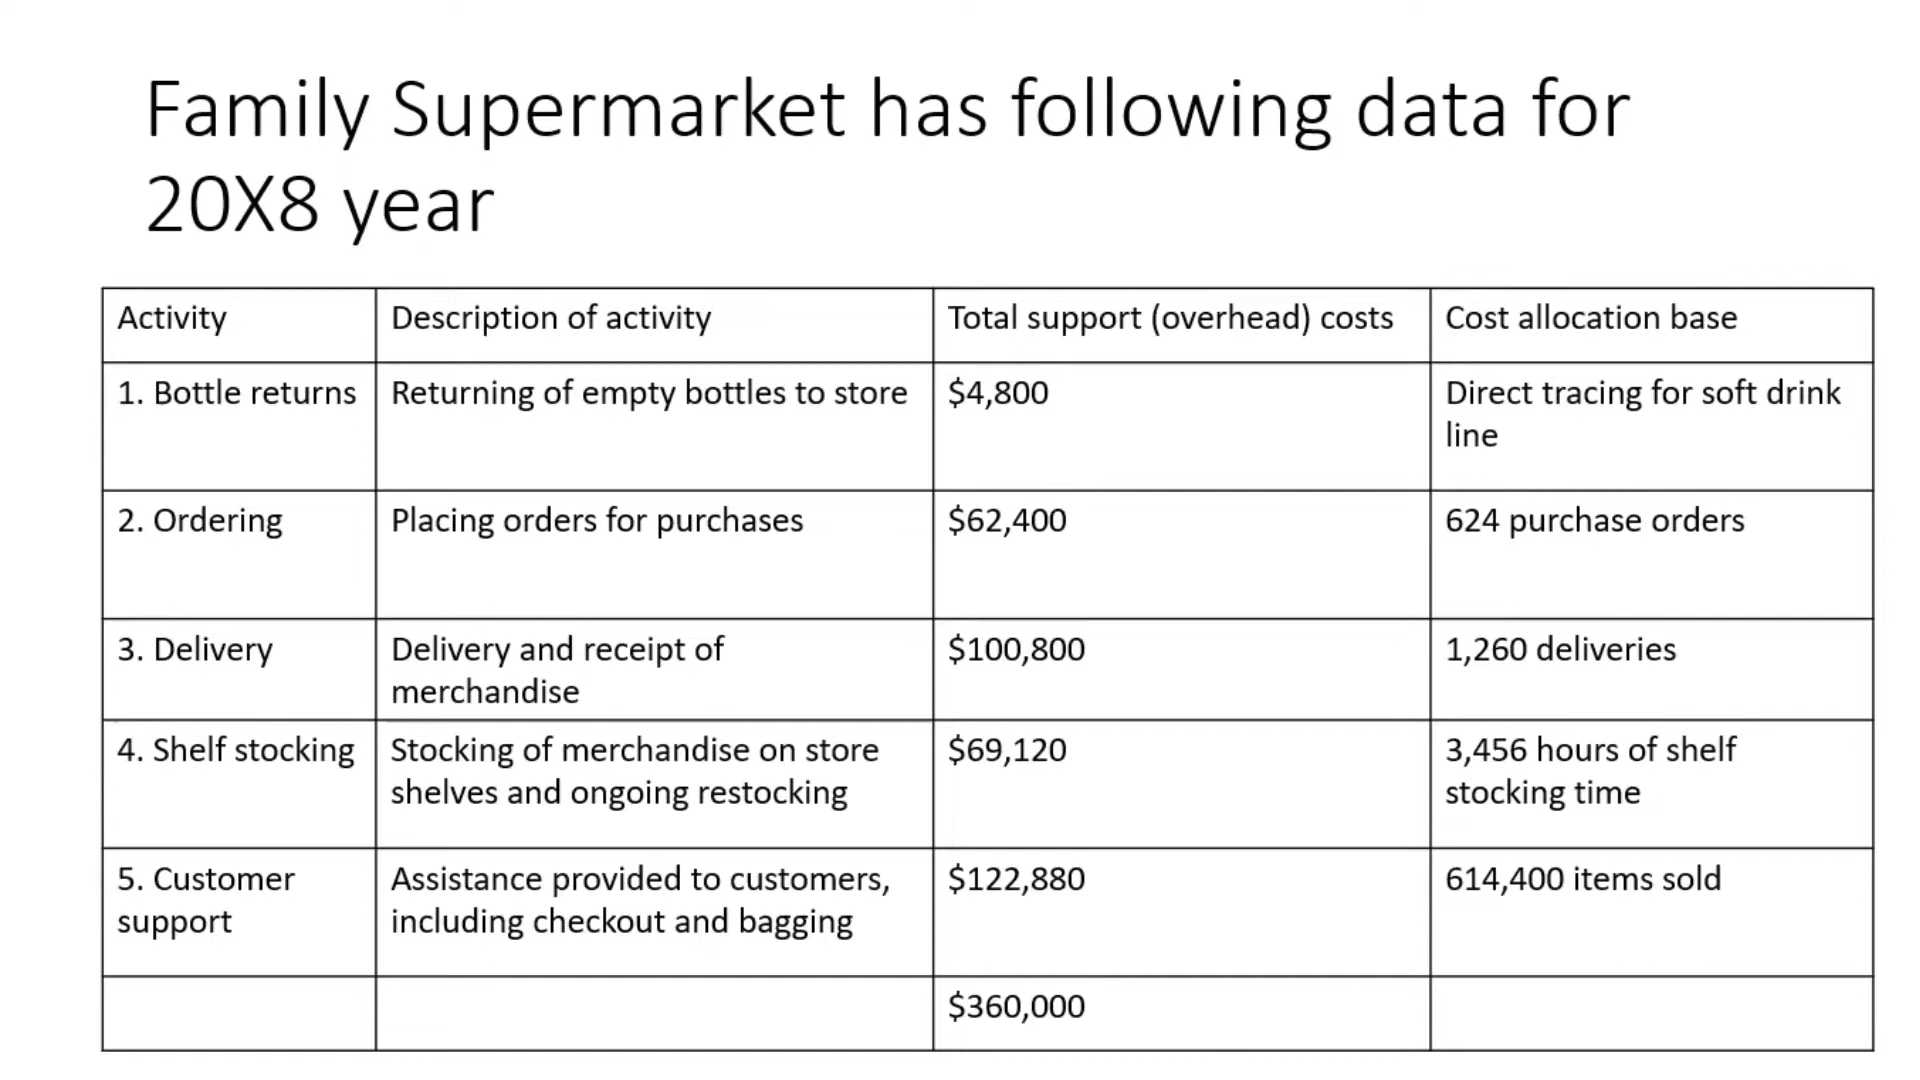 Family Supermarket has following data for
20X8 year
Activity
Description of activity
Total support (overhead) costs
Cost allocation base
1. Bottle returns
Returning of empty bottles to store
$4,800
Direct tracing for soft drink
line
2. Ordering
Placing orders for purchases
$62,400
624 purchase orders
3. Delivery
Delivery and receipt of
merchandise
$100,800
1,260 deliveries
4. Shelf stocking
Stocking of merchandise on store
shelves and ongoing restocking
$69,120
3,456 hours of shelf
stocking time
5. Customer
support
Assistance provided to customers,
including checkout and bagging
$122,880
614,400 items sold
$360,000